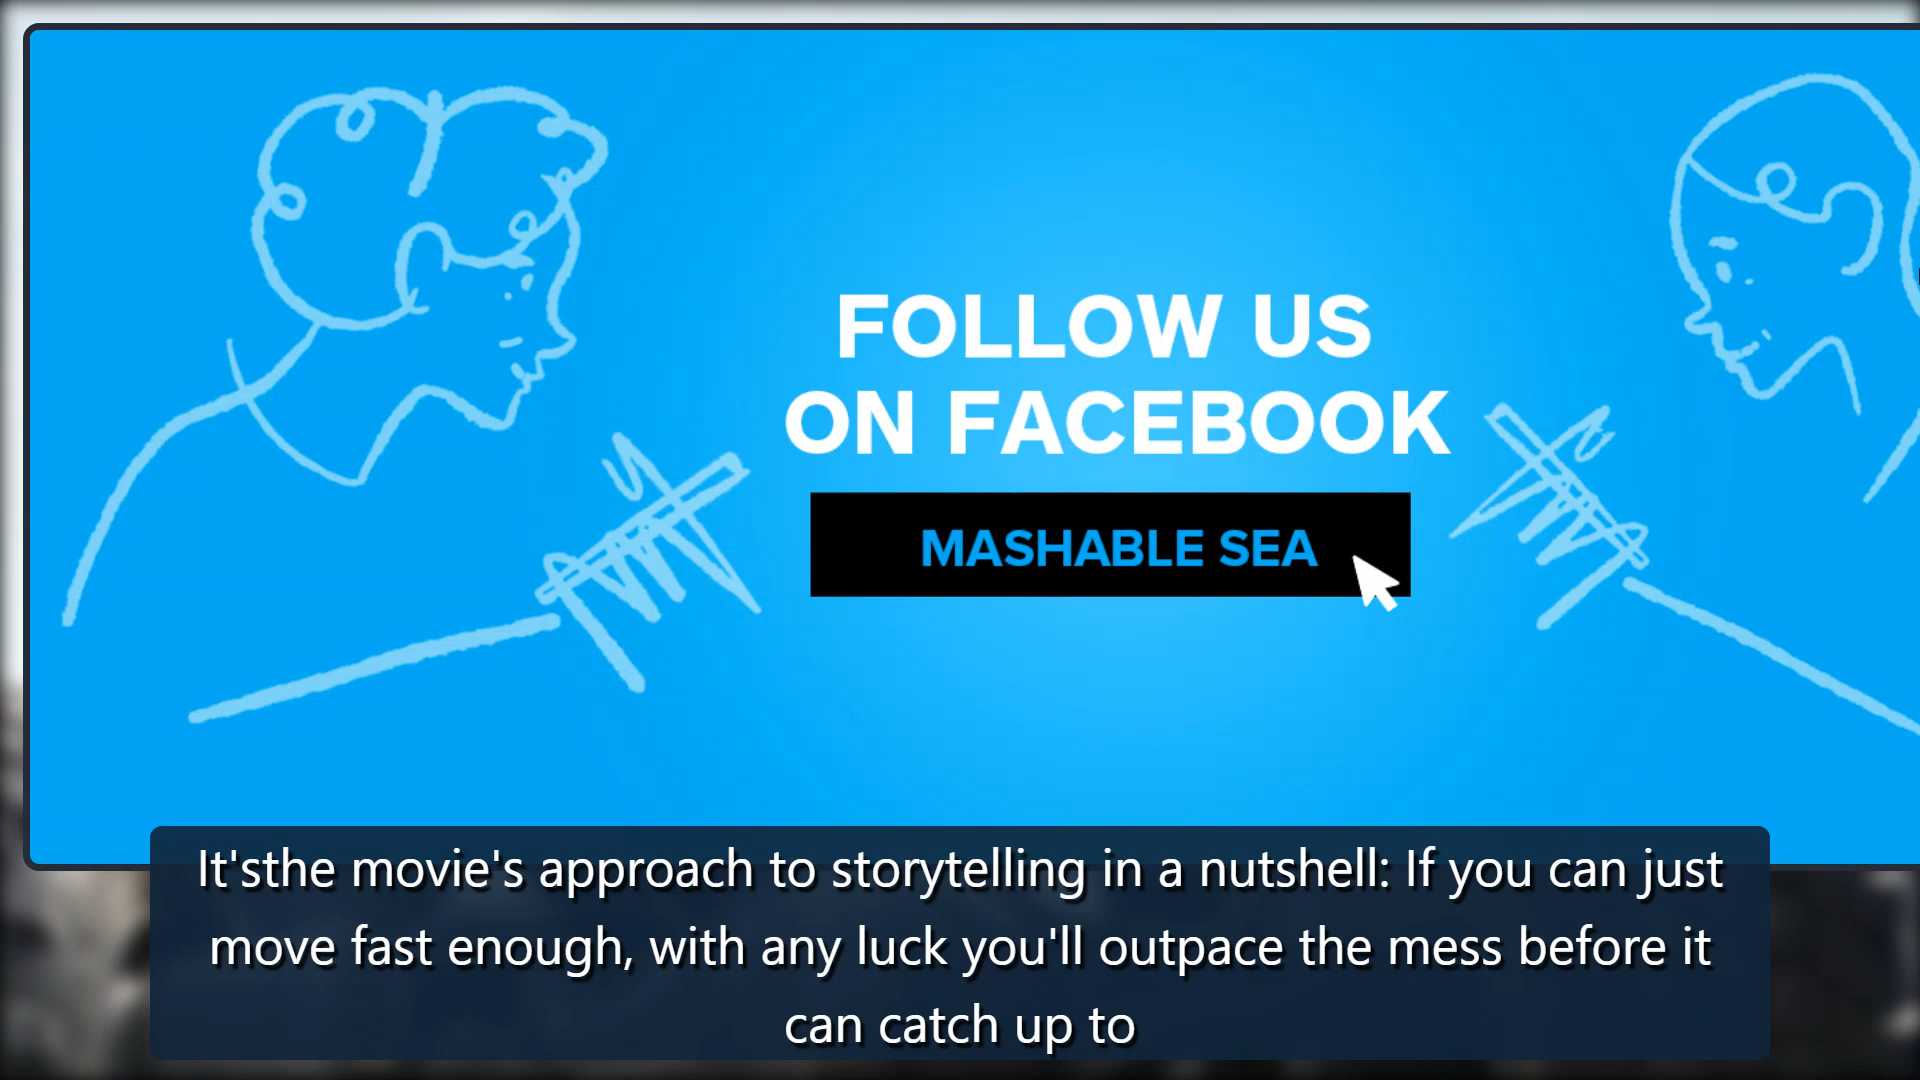 FOLLOW US
ON FACEBOOK
MASHABLE SEA
It'sthe movie's approach to storytelling in a nutshell: If you can just
move fast enough, with any luck you'll outpace the mess before it
can catch up to